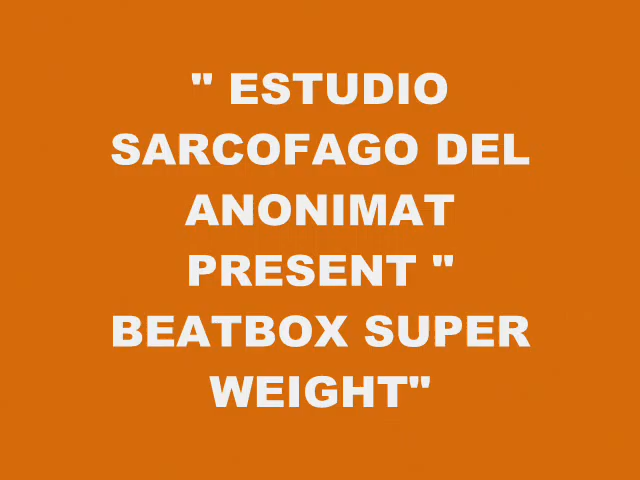 " ESTUDIO
SARCOFAGO DEL
ANONIMAT
PRESENT "
BEATBOX SUPER
WEIGHT"